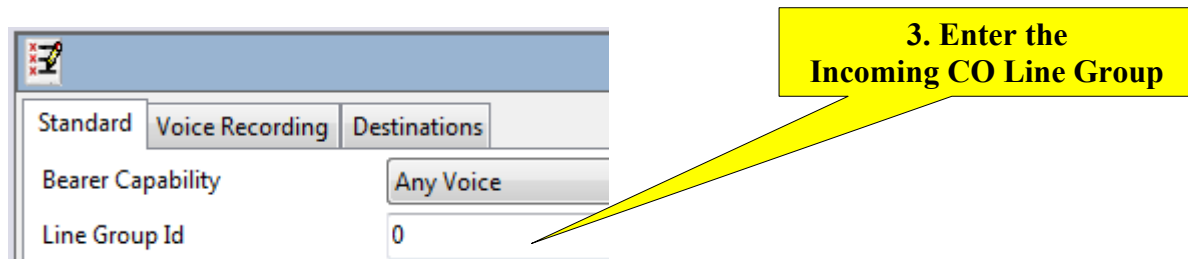 3. Enter the
Incoming CO Line Group
Standard Voice Recording Destinations
Bearer Capability Any Voice
Line Group Id 0